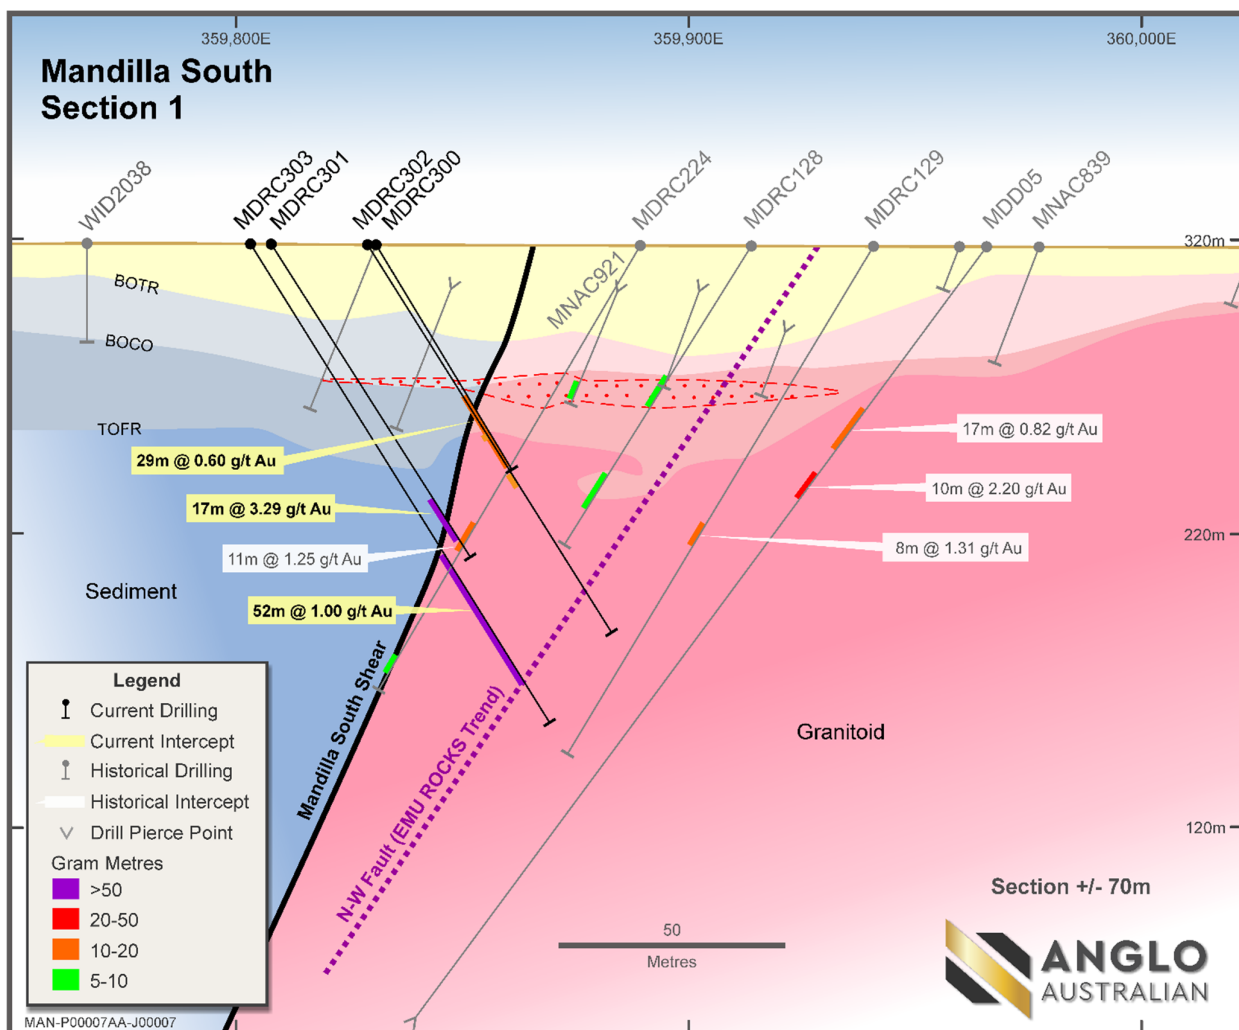 359,800E
359,900E
360,000E
Mandilla South
Section 1
WID2038
MDRC303
MDRC301
MDRC302
MDRC300
MDRC224
MDRC128
MDRC129
MDD05
MNAC839
320m
MNAC921
BOTR
BOCO
TOFR
29m @ 0.60 g/t Au
17m @ 0.82 g/t Au
10m @ 2.20 g/t Au
17m @ 3.29 g/t Au
220m
8m @ 1.31 g/t Au
11m @ 1.25 g/t Au
Sediment
52m @ 1.00 g/t Au
Mandilla South Shear
N-W Fault (EMU ROCKS Trend)
Granitoid
Legend
Current Drilling
Current Intercept
Historical Drilling
Historical Intercept
Drill Pierce Point
Gram Metres
>50
20-50
10-20
5-10
120m
Section +/- 70m
50
Metres
ANGLO
AUSTRALIAN
MAN-P00007AA-J00007